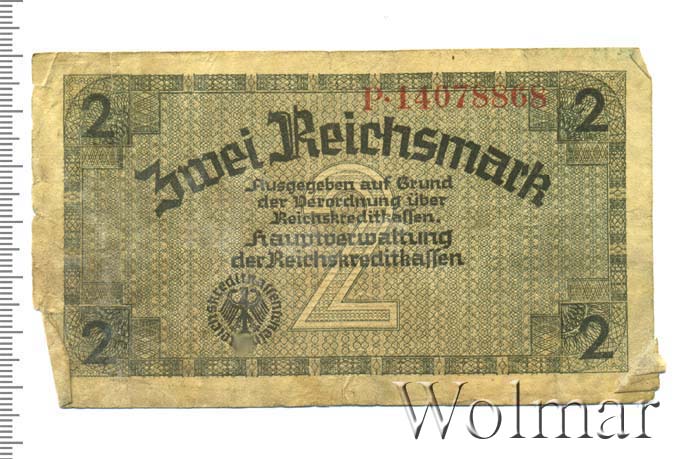 P·14078868
2 2
Zwei Reichsmark
Ausgegeben auf Grund
der Verordnung über
Reichskreditkassen.
Hauptverwaltung
der Reichskreditkassen
2
2 2
Wolmar